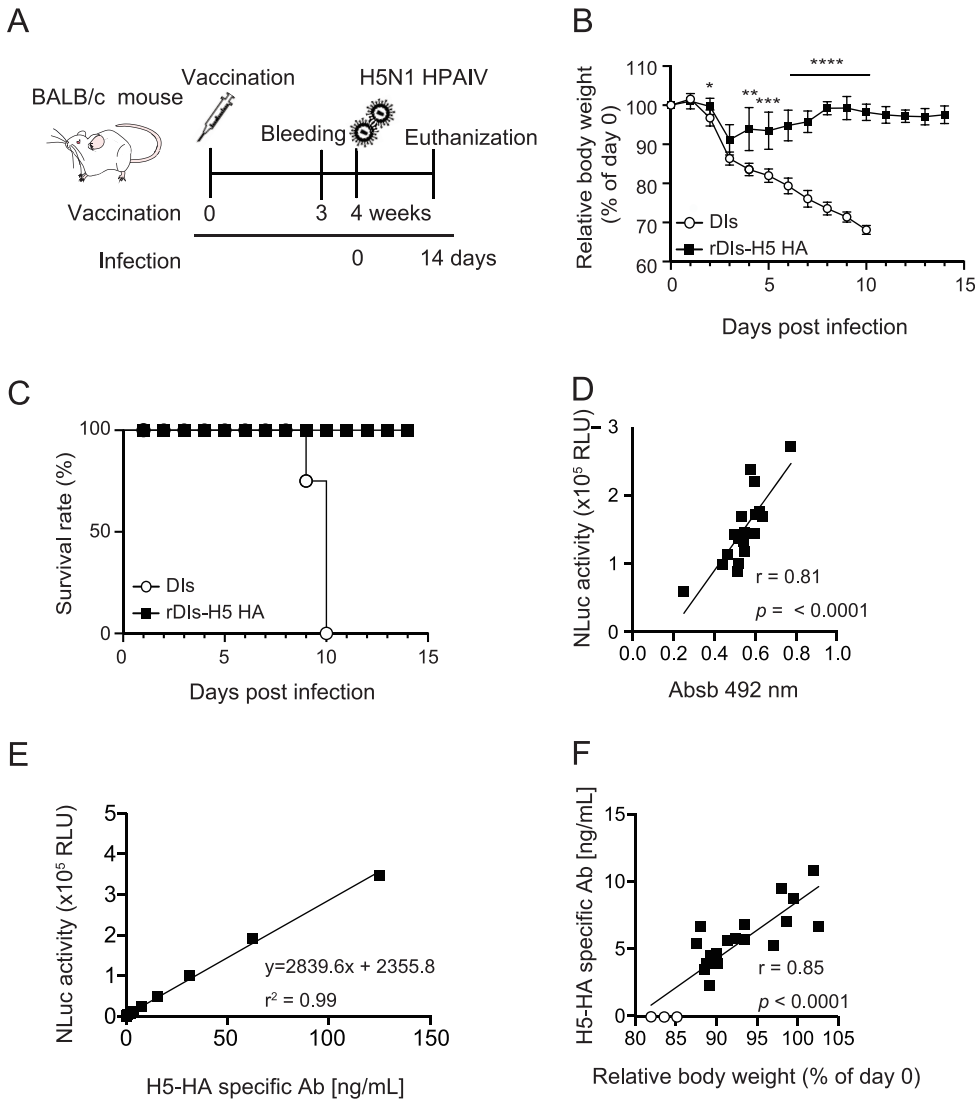 A
Vaccination
H5N1 HPAIV
BALB/c mouse
Bleeding
Euthanization
Vaccination 0 3 4 weeks
Infection 0 14 days
B
Relative body weight
(% of day 0)
110
100
90
80
70
60
* ** *** ****
DIs
rDIs-H5 HA
0 5 10 15
Days post infection
C
Survival rate (%)
100
50
0
DIs
rDIs-H5 HA
0 5 10 15
Days post infection
D
NLuc activity (x10⁵ RLU)
3
2
1
0
r = 0.81
p = < 0.0001
0.0 0.2 0.4 0.6 0.8 1.0
Absb 492 nm
E
NLuc activity (x10⁵ RLU)
5
4
3
2
1
0
y=2839.6x + 2355.8
r² = 0.99
0 50 100 150
H5-HA specific Ab [ng/mL]
F
H5-HA specific Ab [ng/mL]
15
10
5
0
r = 0.85
p < 0.0001
80 85 90 95 100 105
Relative body weight (% of day 0)